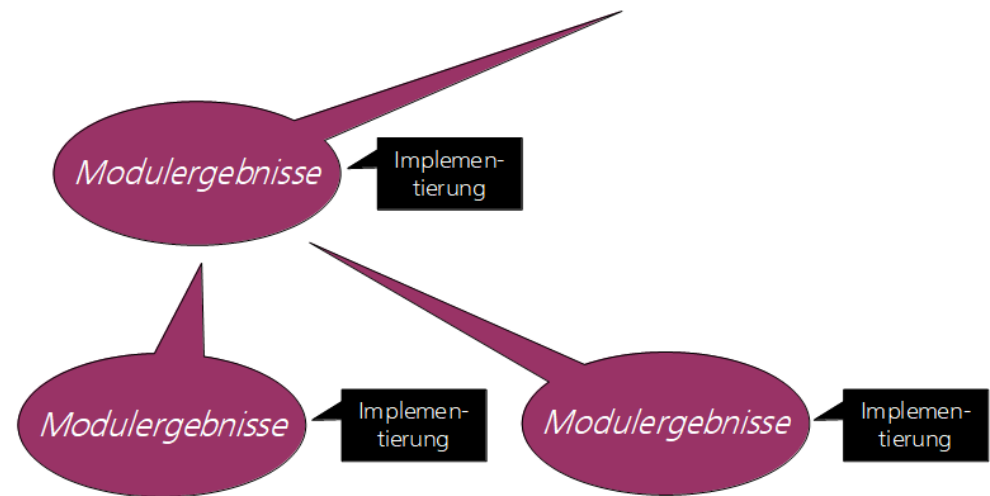 Modulergebnisse
Implemen-
tierung
Modulergebnisse
Implemen-
tierung
Modulergebnisse
Implemen-
tierung